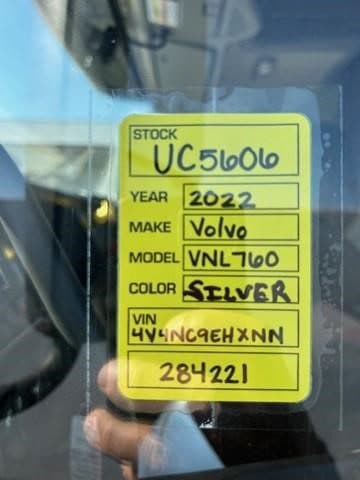 STOCK
UC5606
YEAR 2022
MAKE Volvo
MODEL VNL760
COLOR SILVER
VIN
4V4NC9EHXNN
284221